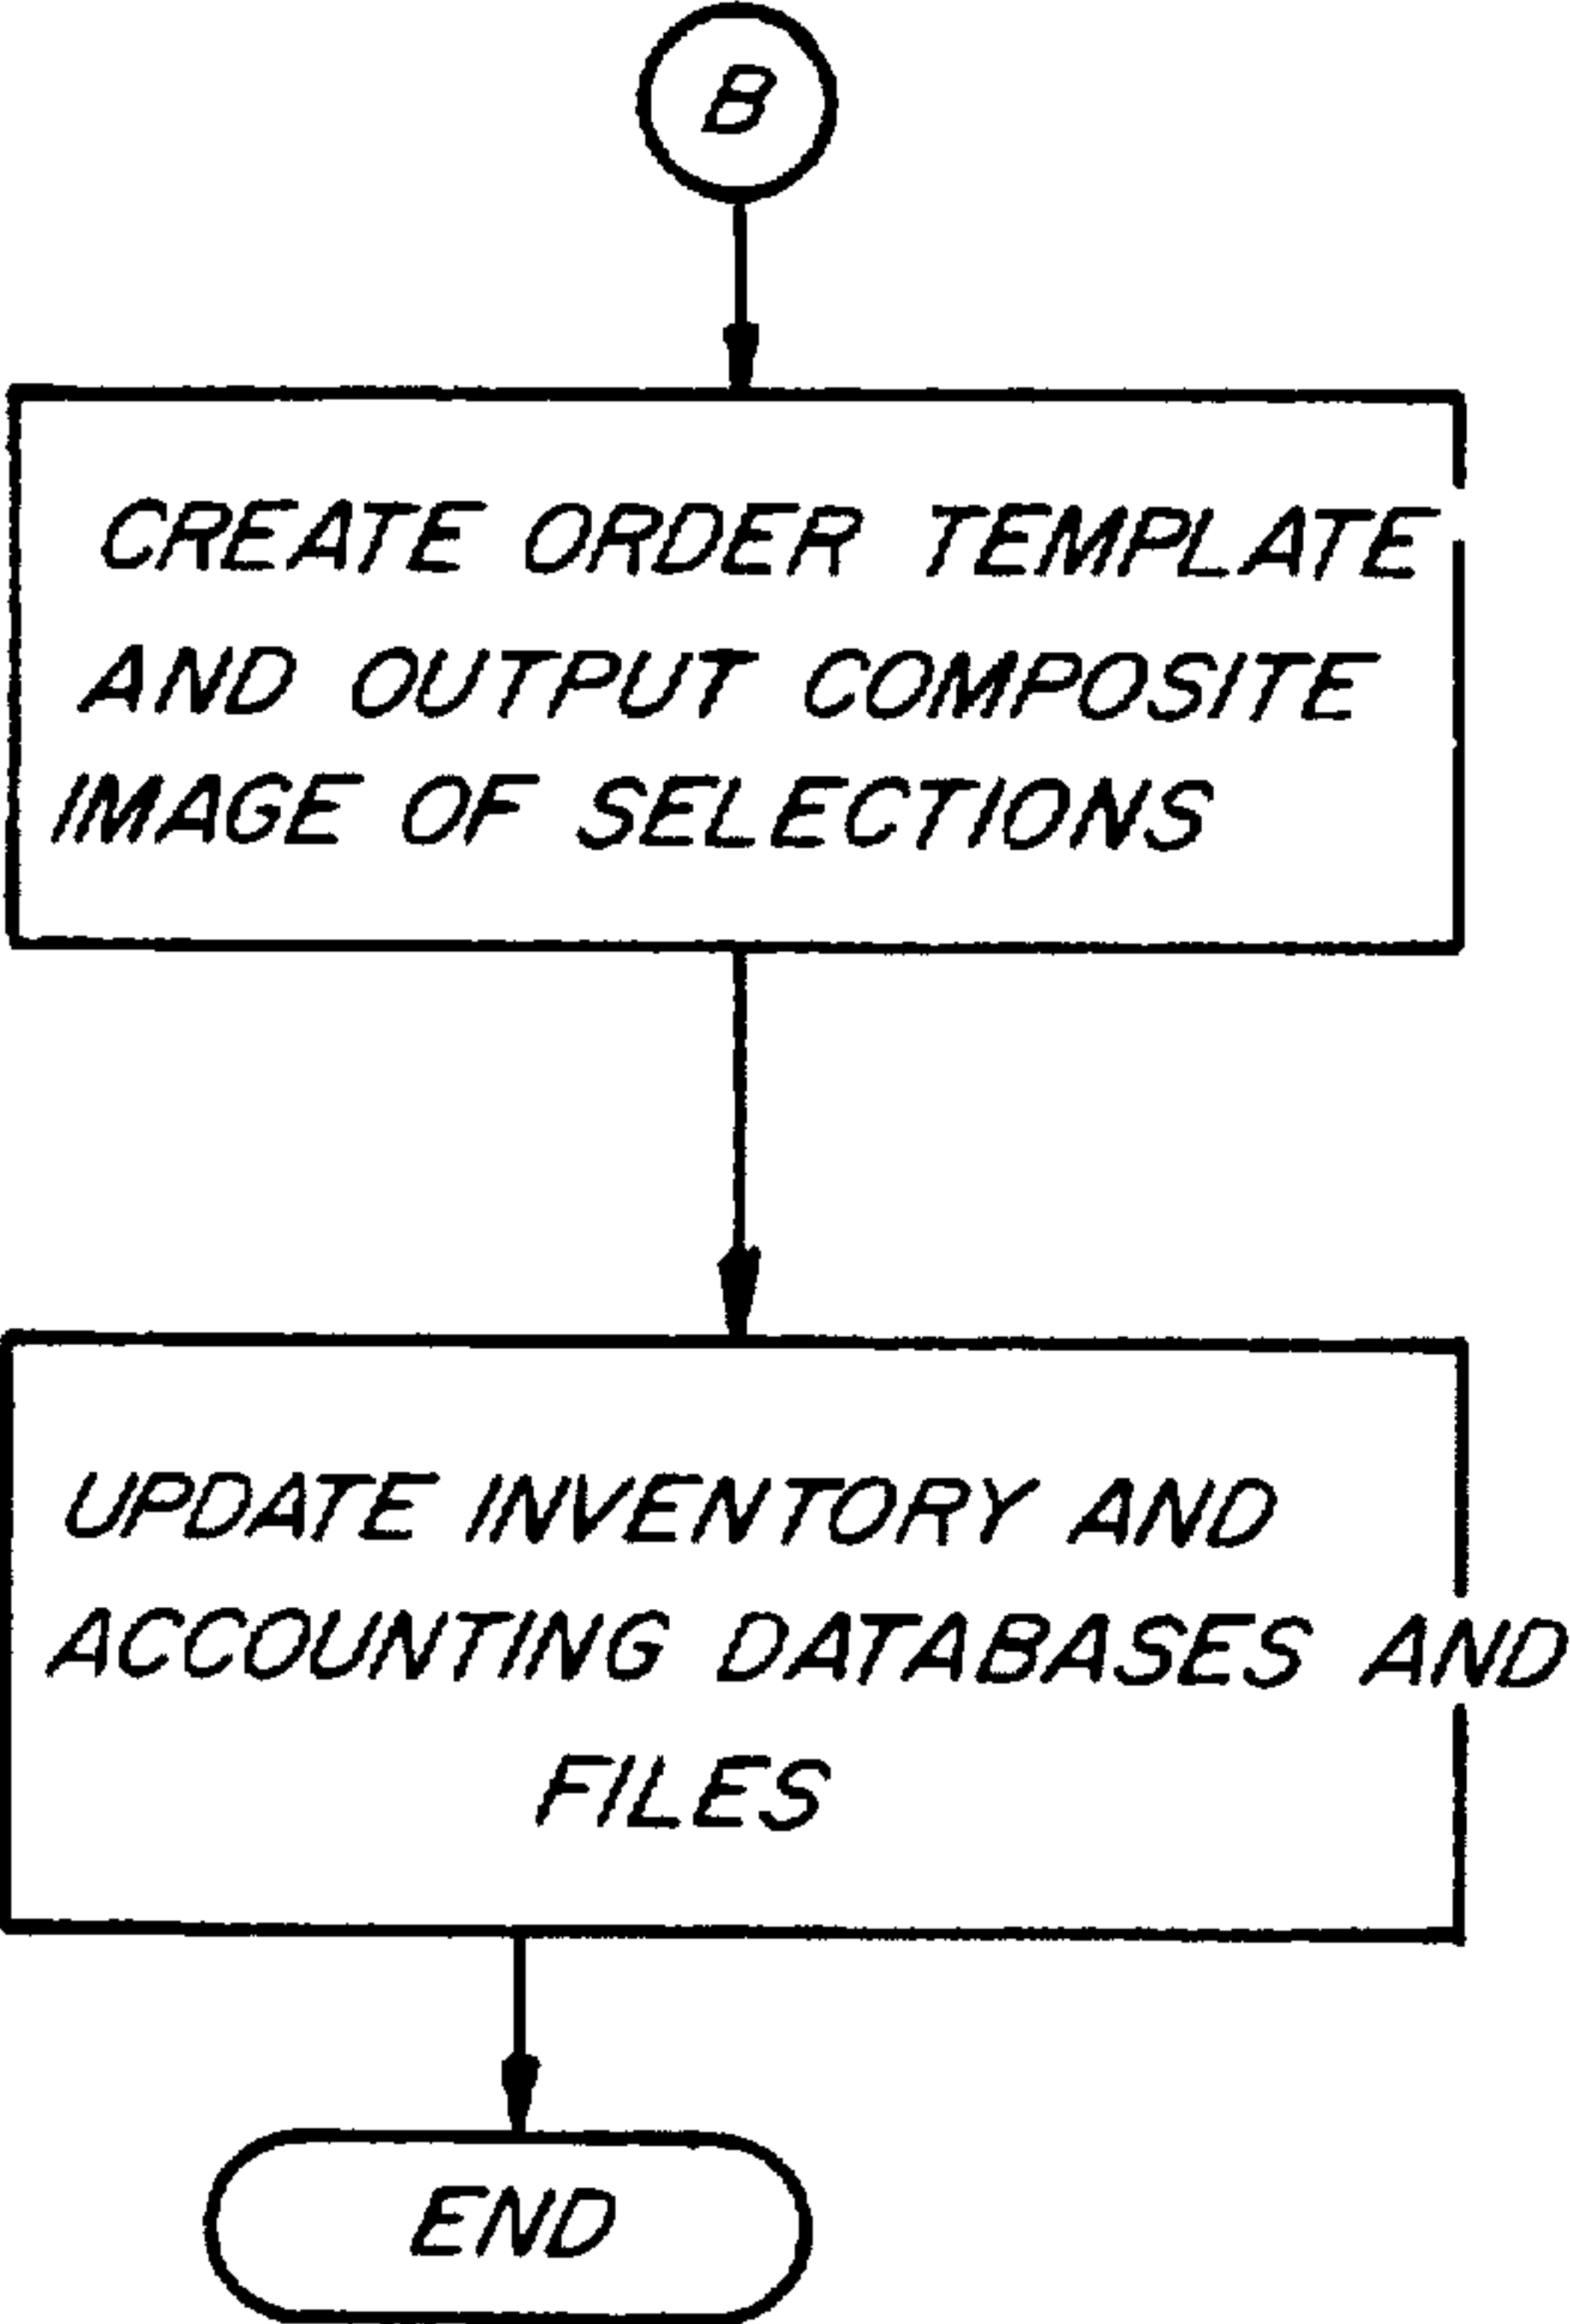 B
CREATE ORDER TEMPLATE
AND OUTPUT COMPOSITE
IMAGE OF SELECTIONS
UPDATE INVENTORY AND
ACCOUNTING DATABASES AND
FILES
END